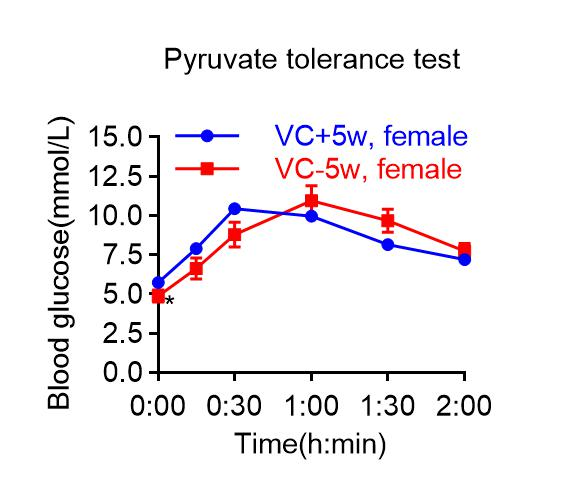 Pyruvate tolerance test
VC+5w, female
VC-5w, female
Blood glucose(mmol/L)
15.0
12.5
10.0
7.5
5.0
2.5
0.0
*
0:00 0:30 1:00 1:30 2:00
Time(h:min)